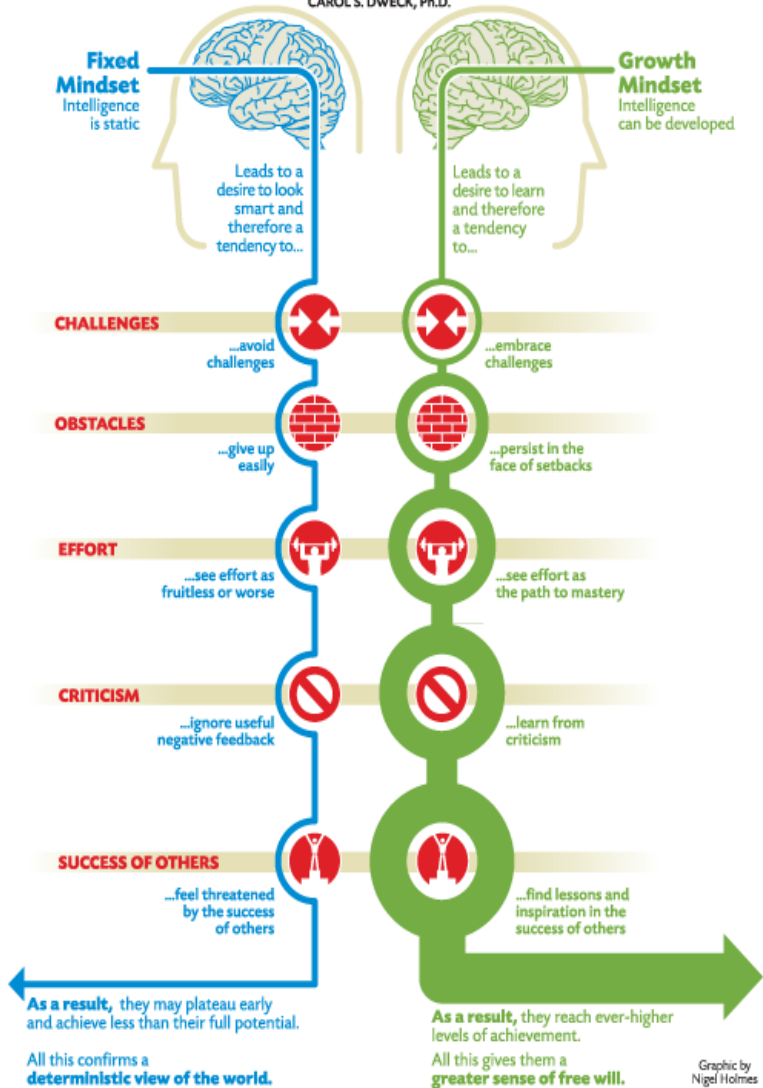 CAROL S. DWECK, Ph.D.
Fixed
Mindset
Intelligence
is static
Growth
Mindset
Intelligence
can be developed
Leads to a
desire to look
smart and
therefore a
tendency to...
Leads to a
desire to learn
and therefore
a tendency
to...
CHALLENGES
...avoid
challenges
...embrace
challenges
OBSTACLES
...give up
easily
...persist in the
face of setbacks
EFFORT
...see effort as
fruitless or worse
...see effort as
the path to mastery
CRITICISM
...ignore useful
negative feedback
...learn from
criticism
SUCCESS OF OTHERS
...feel threatened
by the success
of others
...find lessons and
inspiration in the
success of others
As a result, they may plateau early
and achieve less than their full potential.
All this confirms a
deterministic view of the world.
As a result, they reach ever-higher
levels of achievement.
All this gives them a
greater sense of free will.
Graphic by
Nigel Holmes